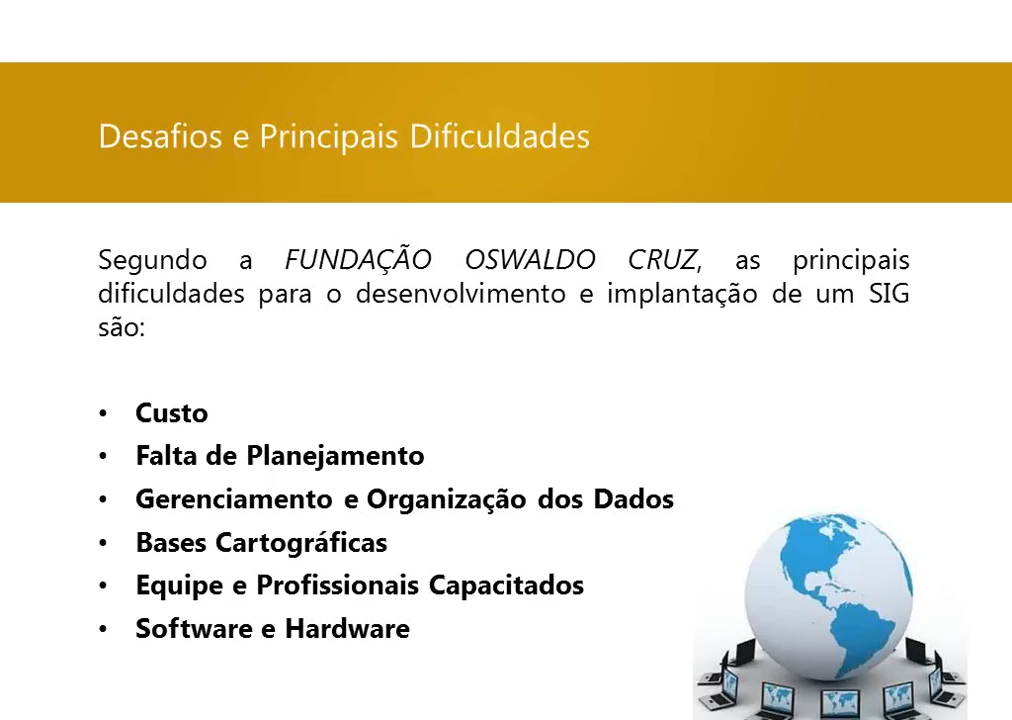 Desafios e Principais Dificuldades
Segundo a FUNDAÇÃO OSWALDO CRUZ, as principais
dificuldades para o desenvolvimento e implantação de um SIG
são:
• Custo
• Falta de Planejamento
• Gerenciamento e Organização dos Dados
• Bases Cartográficas
• Equipe e Profissionais Capacitados
• Software e Hardware